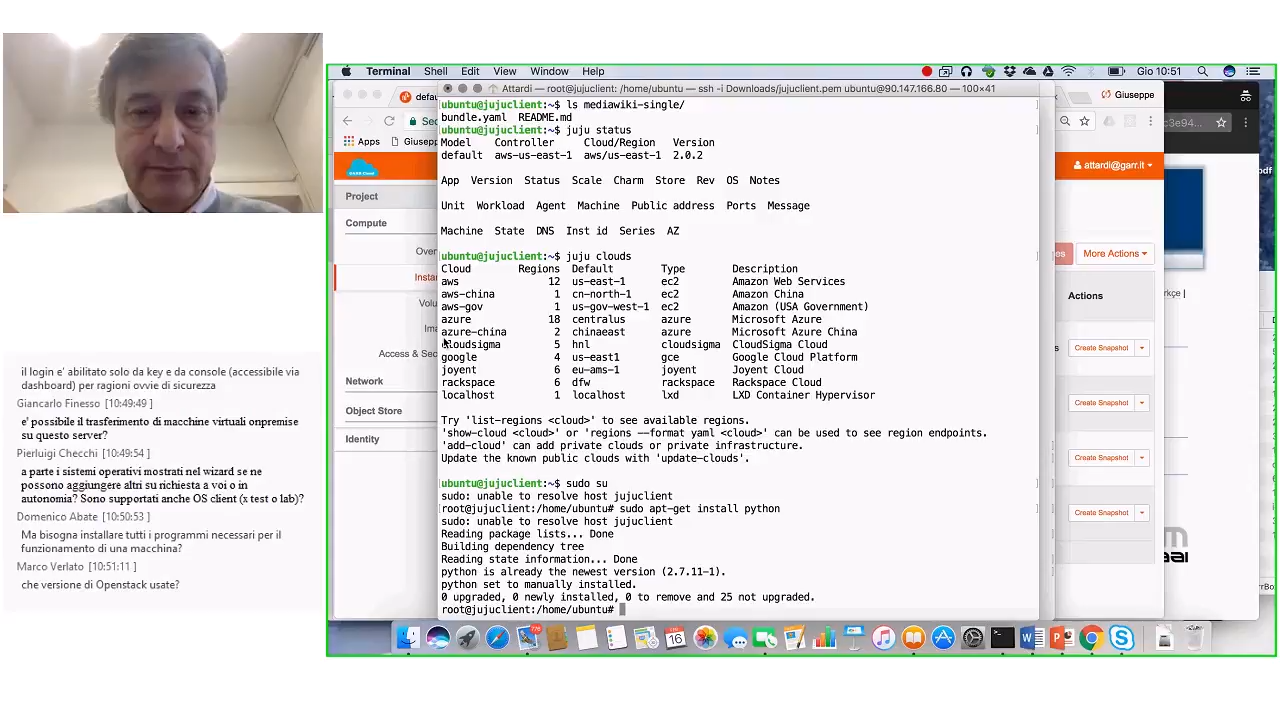 Terminal Shell Edit View Window Help Gio 10:51
Attardi — root@jujuclient: /home/ubuntu — ssh -i Downloads/jujuclient.pem ubuntu@90.147.166.80 — 100×41
ubuntu@jujuclient:~$ ls mediawiki-single/
bundle.yaml README.md
ubuntu@jujuclient:~$ juju status
Model Controller Cloud/Region Version
default aws-us-east-1 aws/us-east-1 2.0.2
App Version Status Scale Charm Store Rev OS Notes
Unit Workload Agent Machine Public address Ports Message
Machine State DNS Inst id Series AZ
ubuntu@jujuclient:~$ juju clouds
Cloud Regions Default Type Description
aws 12 us-east-1 ec2 Amazon Web Services
aws-china 1 cn-north-1 ec2 Amazon China
aws-gov 1 us-gov-west-1 ec2 Amazon (USA Government)
azure 18 centralus azure Microsoft Azure
azure-china 2 chinaeast azure Microsoft Azure China
cloudsigma 5 hnl cloudsigma CloudSigma Cloud
google 4 us-east1 gce Google Cloud Platform
joyent 6 eu-ams-1 joyent Joyent Cloud
rackspace 6 dfw rackspace Rackspace Cloud
localhost 1 localhost lxd LXD Container Hypervisor
Try 'list-regions <cloud>' to see available regions.
'show-cloud <cloud>' or 'regions --format yaml <cloud>' can be used to see region endpoints.
'add-cloud' can add private clouds or private infrastructure.
Update the known public clouds with 'update-clouds'.
ubuntu@jujuclient:~$ sudo su
sudo: unable to resolve host jujuclient
root@jujuclient:/home/ubuntu# sudo apt-get install python
sudo: unable to resolve host jujuclient
Reading package lists... Done
Building dependency tree
Reading state information... Done
python is already the newest version (2.7.11-1).
python set to manually installed.
0 upgraded, 0 newly installed, 0 to remove and 25 not upgraded.
root@jujuclient:/home/ubuntu#
defau
Sec
Apps Giusepp
GARR Cloud
Project
Compute
Over
Instan
Volu
Ima
Access & Sec
Network
Object Store
Identity
Giuseppe
attardi@garr.it
More Actions
Actions
Create Snapshot
Create Snapshot
Create Snapshot
Create Snapshot
c3e94...
pdf
rkçe |
776
16
il login e' abilitato solo da key e da console (accessibile via
dashboard) per ragioni ovvie di sicurezza
Giancarlo Finesso [10:49:49]
e' possibile il trasferimento di macchine virtuali onpremise
su questo server?
Pierluigi Checchi [10:49:54]
a parte i sistemi operativi mostrati nel wizard se ne
possono aggiungere altri su richiesta a voi o in
autonomia? Sono supportati anche OS client (x test o lab)?
Domenico Abate [10:50:53]
Ma bisogna installare tutti i programmi necessari per il
funzionamento di una macchina?
Marco Verlato [10:51:11]
che versione di Openstack usate?